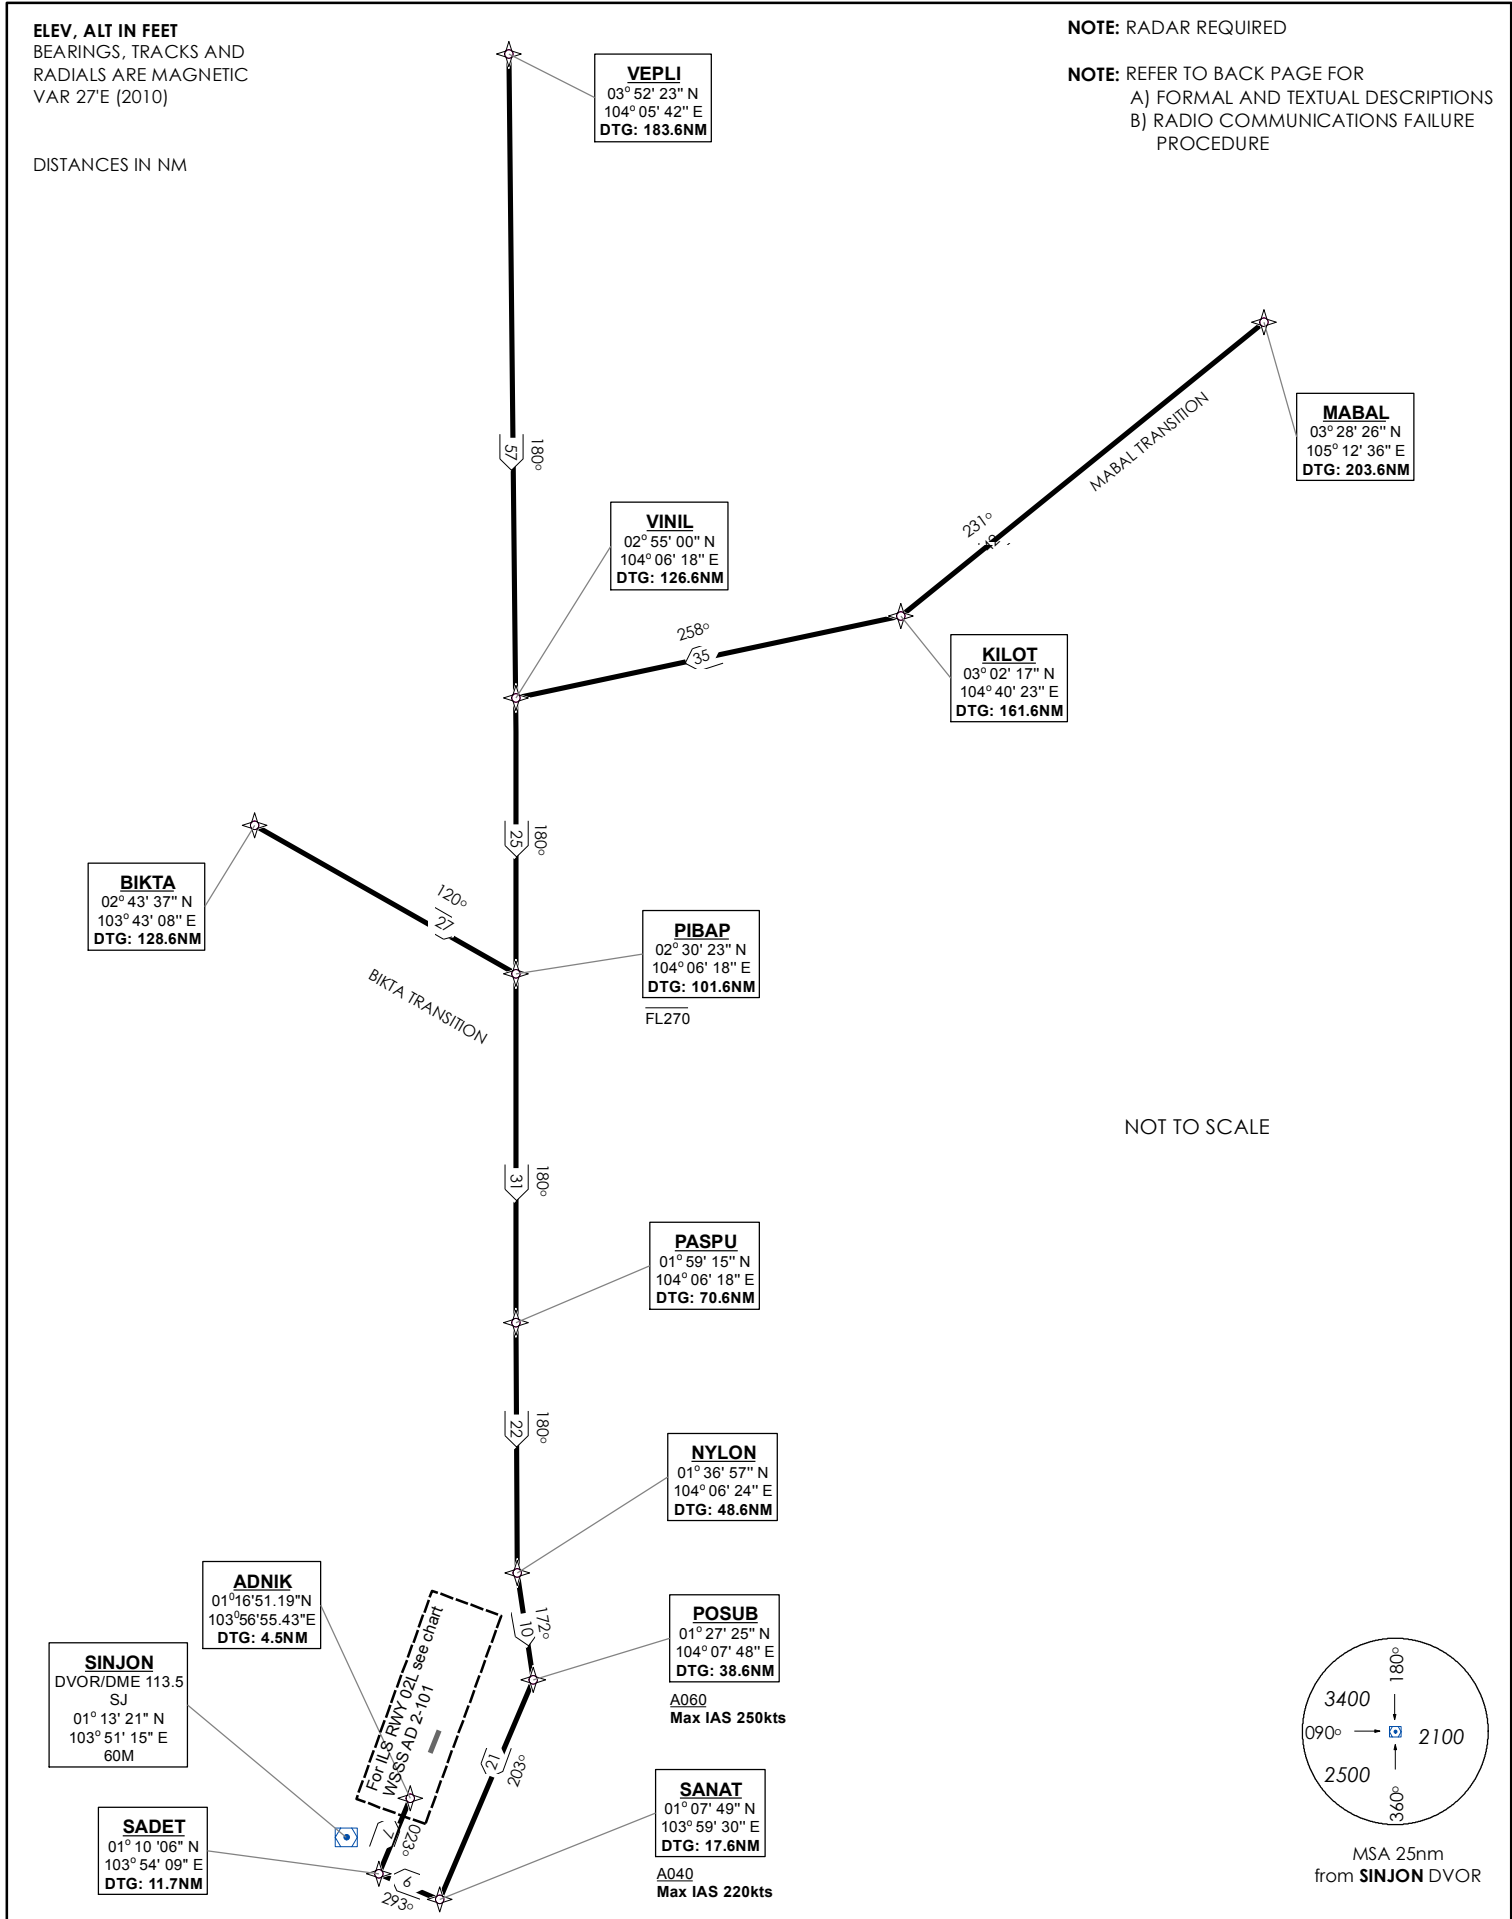 ELEV, ALT IN FEET
BEARINGS, TRACKS AND
RADIALS ARE MAGNETIC
VAR 27'E (2010)
DISTANCES IN NM
NOTE: RADAR REQUIRED
NOTE: REFER TO BACK PAGE FOR
A) FORMAL AND TEXTUAL DESCRIPTIONS
B) RADIO COMMUNICATIONS FAILURE
PROCEDURE
VEPLI
03° 52' 23" N
104° 05' 42" E
DTG: 183.6NM
57
180°
MABAL
03° 28' 26" N
105° 12' 36" E
DTG: 203.6NM
MABAL TRANSITION
231°
VINIL
02° 55' 00" N
104° 06' 18" E
DTG: 126.6NM
258°
35
KILOT
03° 02' 17" N
104° 40' 23" E
DTG: 161.6NM
25
180°
BIKTA
02° 43' 37" N
103° 43' 08" E
DTG: 128.6NM
120°
27
BIKTA TRANSITION
PIBAP
02° 30' 23" N
104° 06' 18" E
DTG: 101.6NM
FL270
NOT TO SCALE
31
180°
PASPU
01° 59' 15" N
104° 06' 18" E
DTG: 70.6NM
22
180°
NYLON
01° 36' 57" N
104° 06' 24" E
DTG: 48.6NM
172°
10
ADNIK
01°16'51.19"N
103°56'55.43"E
DTG: 4.5NM
For ILS RWY 02L see chart
WSSS AD 2-101
POSUB
01° 27' 25" N
104° 07' 48" E
DTG: 38.6NM
A060
Max IAS 250kts
SINJON
DVOR/DME 113.5
SJ
01° 13' 21" N
103° 51' 15" E
60M
21
203°
SANAT
01° 07' 49" N
103° 59' 30" E
DTG: 17.6NM
A040
Max IAS 220kts
SADET
01° 10 '06" N
103° 54' 09" E
DTG: 11.7NM
7
023°
6
293°
180°
3400
090°
2100
2500
360°
MSA 25nm
from SINJON DVOR